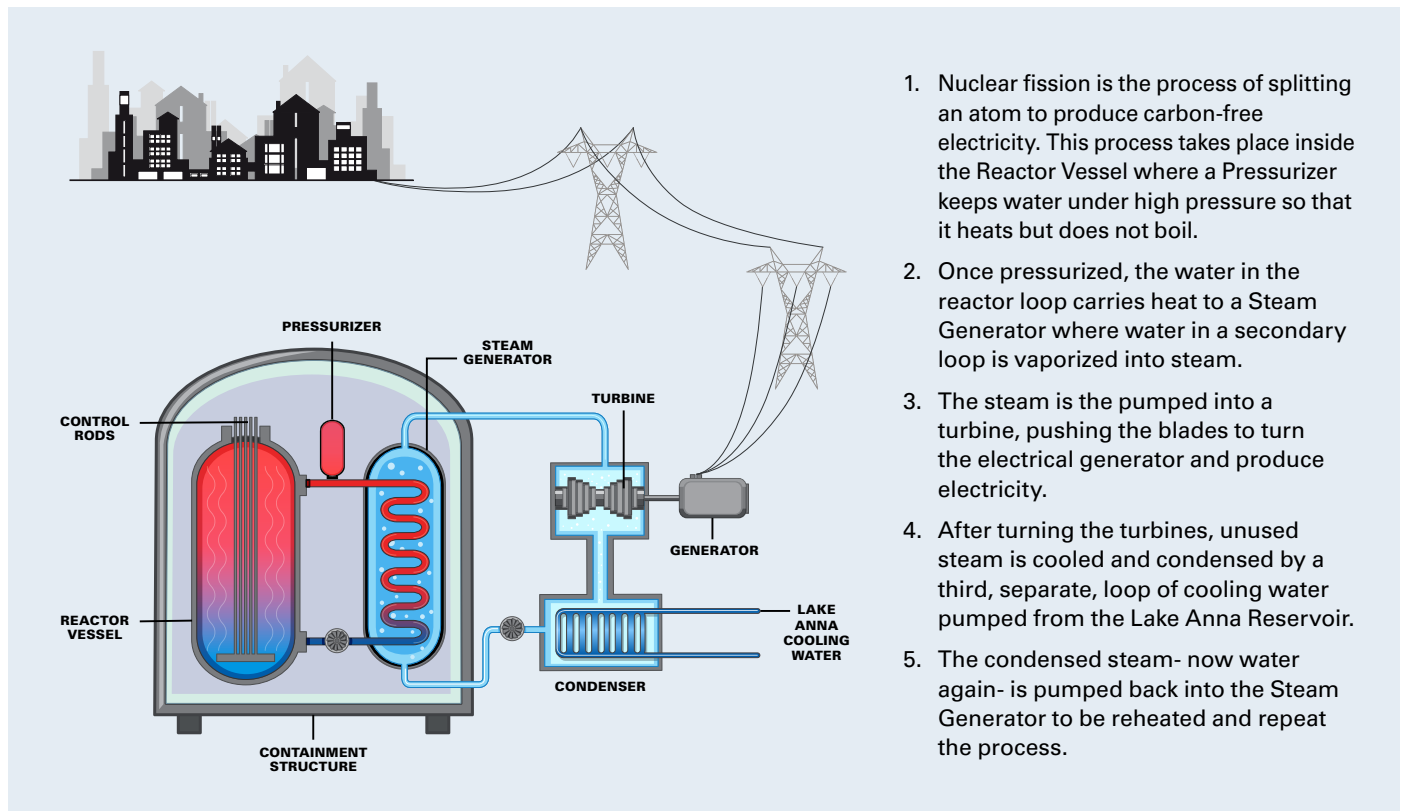 PRESSURIZER
STEAM
GENERATOR
TURBINE
CONTROL
RODS
GENERATOR
REACTOR
VESSEL
LAKE
ANNA
COOLING
WATER
CONDENSER
CONTAINMENT
STRUCTURE
1. Nuclear fission is the process of splitting
an atom to produce carbon-free
electricity. This process takes place inside
the Reactor Vessel where a Pressurizer
keeps water under high pressure so that
it heats but does not boil.
2. Once pressurized, the water in the
reactor loop carries heat to a Steam
Generator where water in a secondary
loop is vaporized into steam.
3. The steam is the pumped into a
turbine, pushing the blades to turn
the electrical generator and produce
electricity.
4. After turning the turbines, unused
steam is cooled and condensed by a
third, separate, loop of cooling water
pumped from the Lake Anna Reservoir.
5. The condensed steam- now water
again- is pumped back into the Steam
Generator to be reheated and repeat
the process.